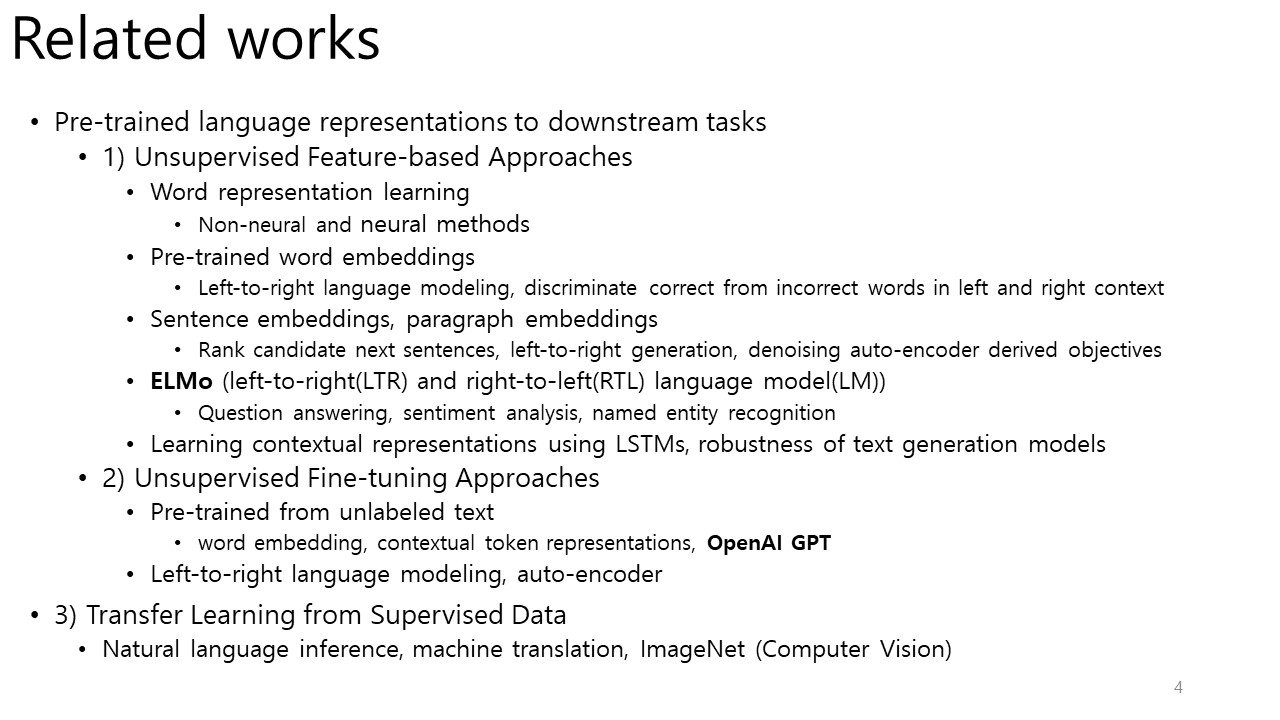 Related works
• Pre-trained language representations to downstream tasks
• 1) Unsupervised Feature-based Approaches
• Word representation learning
• Non-neural and neural methods
• Pre-trained word embeddings
• Left-to-right language modeling, discriminate correct from incorrect words in left and right context
• Sentence embeddings, paragraph embeddings
• Rank candidate next sentences, left-to-right generation, denoising auto-encoder derived objectives
• ELMo (left-to-right(LTR) and right-to-left(RTL) language model(LM))
• Question answering, sentiment analysis, named entity recognition
• Learning contextual representations using LSTMs, robustness of text generation models
• 2) Unsupervised Fine-tuning Approaches
• Pre-trained from unlabeled text
• word embedding, contextual token representations, OpenAI GPT
• Left-to-right language modeling, auto-encoder
• 3) Transfer Learning from Supervised Data
• Natural language inference, machine translation, ImageNet (Computer Vision)
4